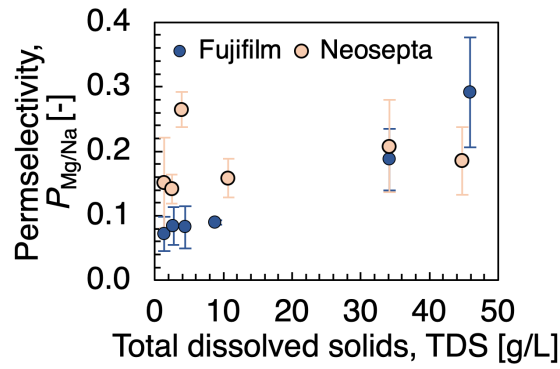 Permselectivity,
P_Mg/Na [-]
0.4
0.3
0.2
0.1
0.0
Fujifilm Neosepta
0 10 20 30 40 50
Total dissolved solids, TDS [g/L]